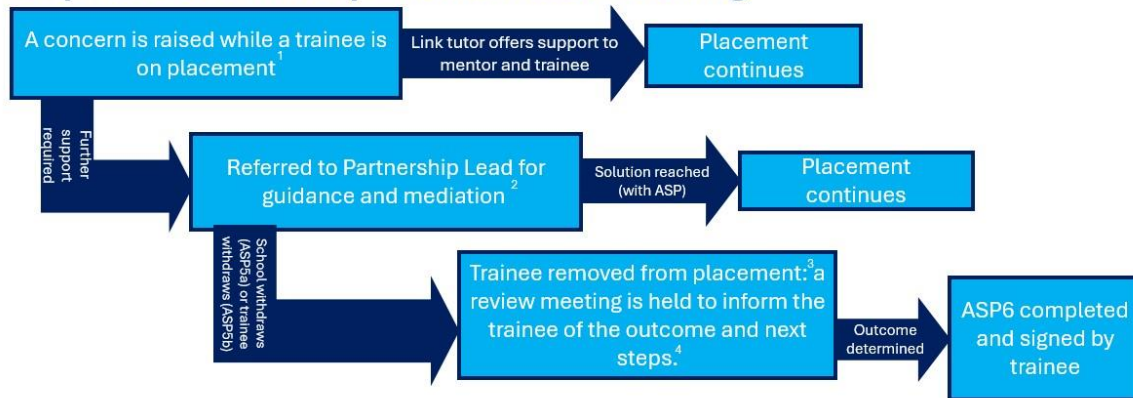 A concern is raised while a trainee is
on placement¹
Link tutor offers support to
mentor and trainee
Placement
continues
Further
support
required
Referred to Partnership Lead for
guidance and mediation ²
Solution reached
(with ASP)
Placement
continues
School withdraws
(ASP5a) or trainee
withdraws (ASP5b)
Trainee removed from placement:³a
review meeting is held to inform the
trainee of the outcome and next
steps.⁴
Outcome
determined
ASP6 completed
and signed by
trainee